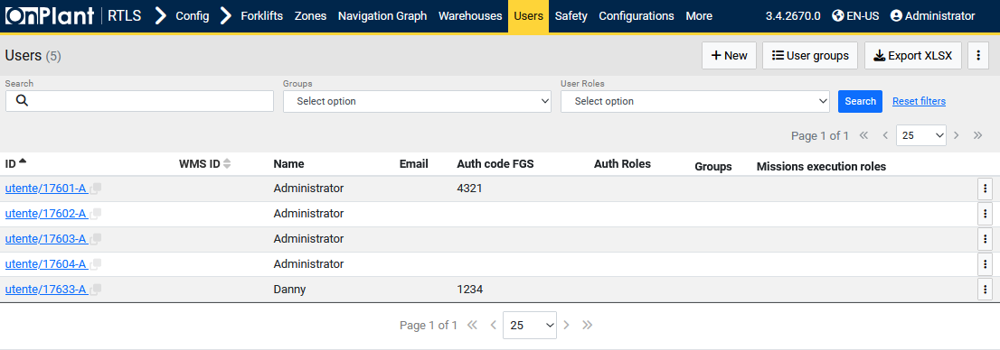 OnPlant RTLS Config Forklifts Zones Navigation Graph Warehouses Users Safety Configurations More 3.4.2670.0 EN-US Administrator
Users (5) New User groups Export XLSX
Search Groups User Roles
Select option Select option Search Reset filters
Page 1 of 1 « ‹ 25 › »
ID WMS ID Name Email Auth code FGS Auth Roles Groups Missions execution roles
utente/17601-A Administrator 4321
utente/17602-A Administrator
utente/17603-A Administrator
utente/17604-A Administrator
utente/17633-A Danny 1234
Page 1 of 1 « ‹ 25 › »